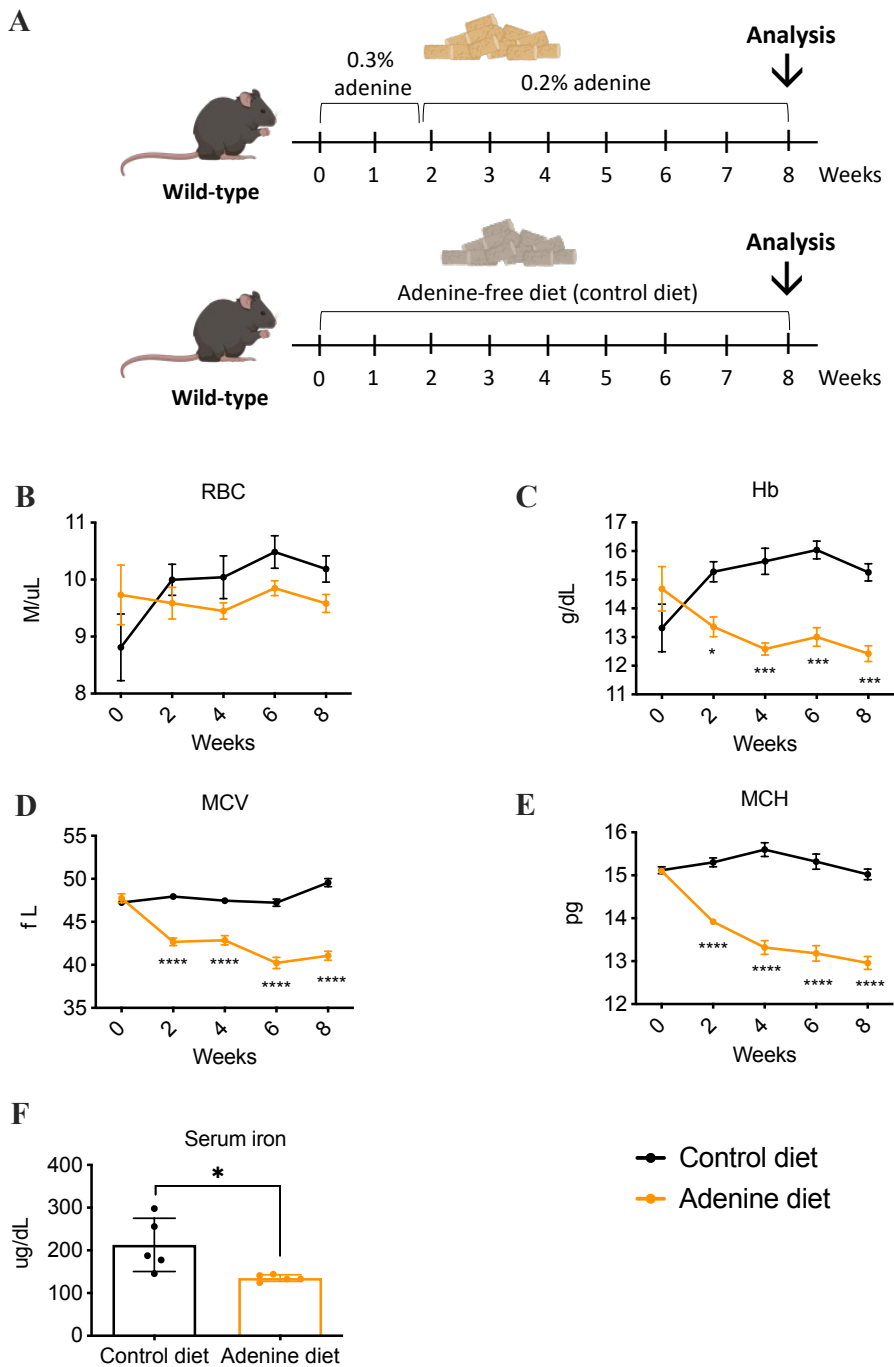 A
0.3%
adenine
0.2% adenine
Analysis
0 1 2 3 4 5 6 7 8 Weeks
Wild-type
Analysis
Adenine-free diet (control diet)
0 1 2 3 4 5 6 7 8 Weeks
Wild-type
B
RBC
M/uL
11
10
9
8
0 2 4 6 8
Weeks
C
Hb
g/dL
17
16
15
14
13
12
11
* *** *** ***
0 2 4 6 8
Weeks
D
MCV
f L
55
50
45
40
35
**** **** **** ****
0 2 4 6 8
Weeks
E
MCH
pg
16
15
14
13
12
**** **** **** ****
0 2 4 6 8
Weeks
F
Serum iron
ug/dL
400
300
200
100
0
*
Control diet Adenine diet
Control diet
Adenine diet